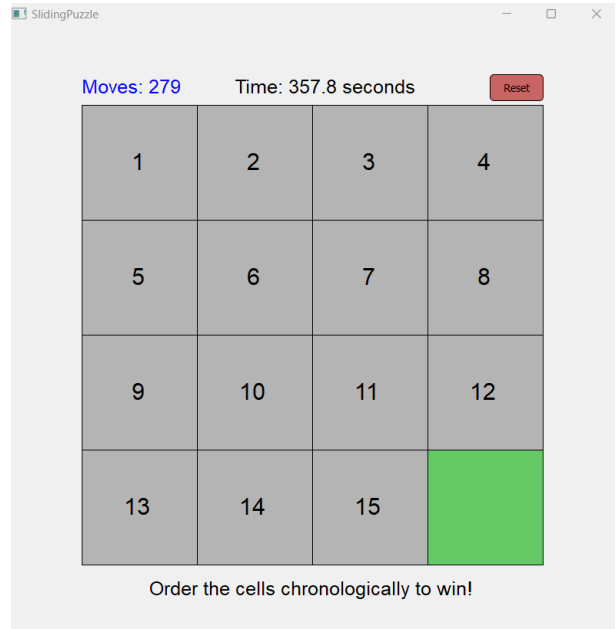 SlidingPuzzle
Moves: 279 Time: 357.8 seconds Reset
1 2 3 4
5 6 7 8
9 10 11 12
13 14 15
Order the cells chronologically to win!